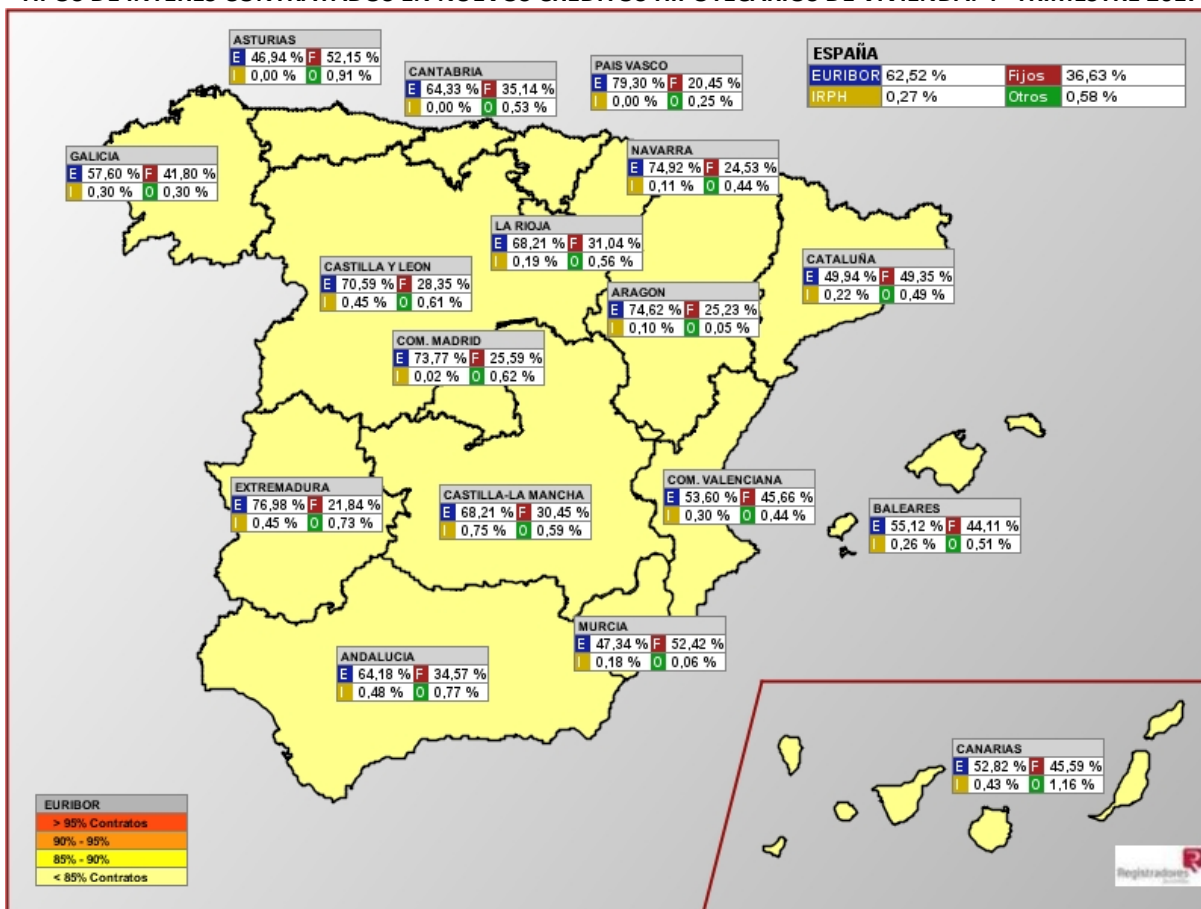 ASTURIAS
E 46,94 % F 52,15 %
I 0,00 % O 0,91 %
CANTABRIA
E 64,33 % F 35,14 %
I 0,00 % O 0,53 %
PAIS VASCO
E 79,30 % F 20,45 %
I 0,00 % O 0,25 %
ESPAÑA
EURIBOR 62,52 % Fijos 36,63 %
IRPH 0,27 % Otros 0,58 %
GALICIA
E 57,60 % F 41,80 %
I 0,30 % O 0,30 %
NAVARRA
E 74,92 % F 24,53 %
I 0,11 % O 0,44 %
LA RIOJA
E 68,21 % F 31,04 %
I 0,19 % O 0,56 %
CASTILLA Y LEON
E 70,59 % F 28,35 %
I 0,45 % O 0,61 %
ARAGON
E 74,62 % F 25,23 %
I 0,10 % O 0,05 %
CATALUÑA
E 49,94 % F 49,35 %
I 0,22 % O 0,49 %
COM. MADRID
E 73,77 % F 25,59 %
I 0,02 % O 0,62 %
EXTREMADURA
E 76,98 % F 21,84 %
I 0,45 % O 0,73 %
CASTILLA-LA MANCHA
E 68,21 % F 30,45 %
I 0,75 % O 0,59 %
COM. VALENCIANA
E 53,60 % F 45,66 %
I 0,30 % O 0,44 %
BALEARES
E 55,12 % F 44,11 %
I 0,26 % O 0,51 %
ANDALUCIA
E 64,18 % F 34,57 %
I 0,48 % O 0,77 %
MURCIA
E 47,34 % F 52,42 %
I 0,18 % O 0,06 %
CANARIAS
E 52,82 % F 45,59 %
I 0,43 % O 1,16 %
EURIBOR
> 95% Contratos
90% - 95%
85% - 90%
< 85% Contratos
Registradores